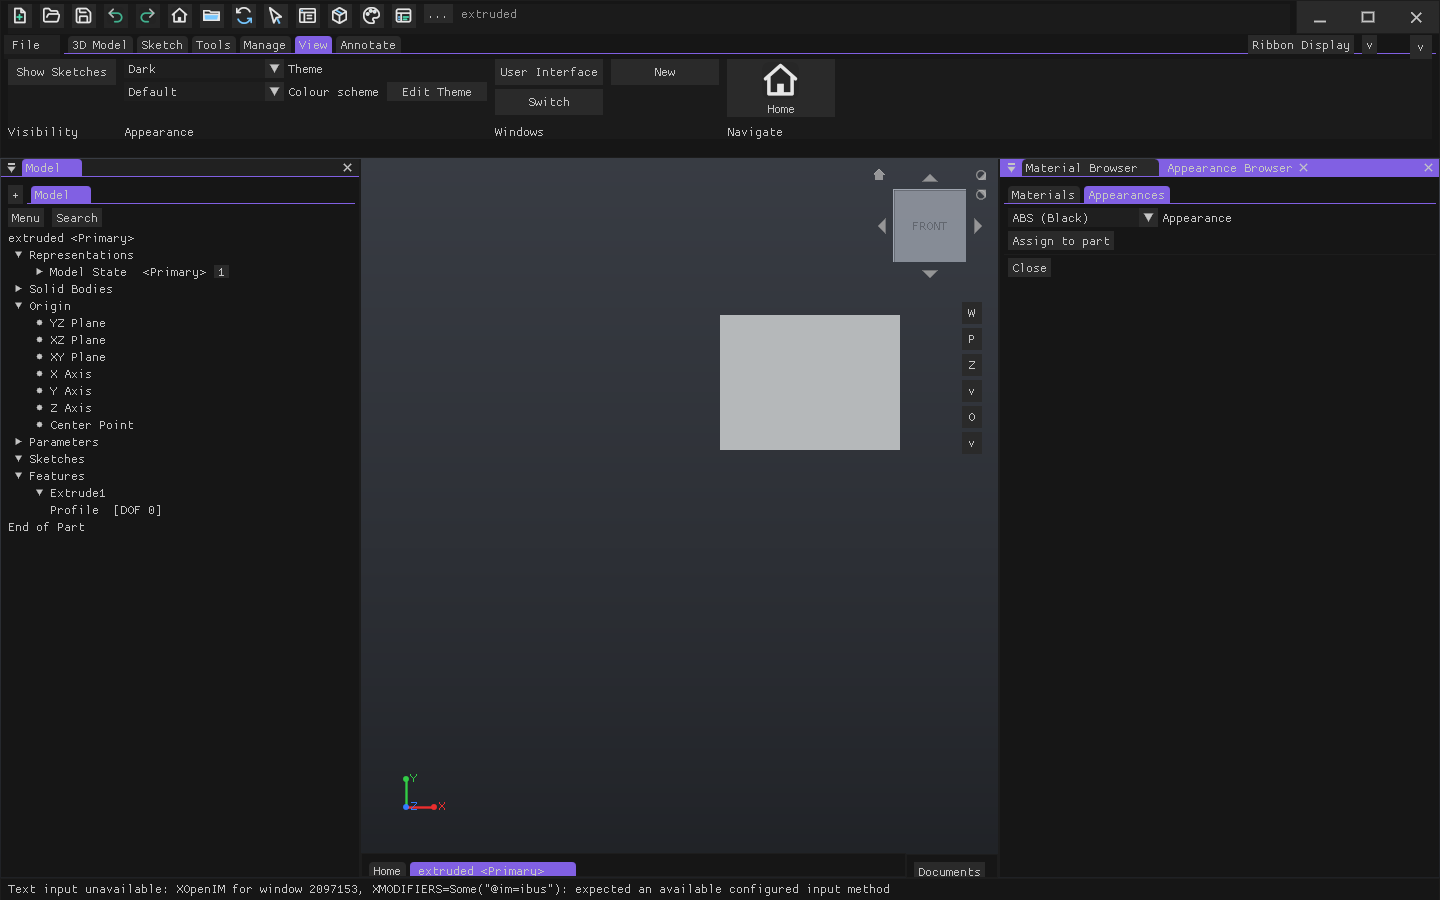 ... extruded
File 3D Model Sketch Tools Manage View Annotate Ribbon Display v v
Show Sketches Dark Theme User Interface New
Default Colour scheme Edit Theme Switch Home
Visibility Appearance Windows Navigate
Model
Material Browser Appearance Browser
+ Model
Materials Appearances
Menu Search
ABS (Black) Appearance
Assign to part
Close
extruded <Primary>
Representations
Model State <Primary> 1
Solid Bodies
Origin
YZ Plane
XZ Plane
XY Plane
X Axis
Y Axis
Z Axis
Center Point
Parameters
Sketches
Features
Extrude1
Profile [DOF 0]
End of Part
FRONT
W
P
Z
v
O
v
Y
Z X
Home extruded <Primary> Documents
Text input unavailable: XOpenIM for window 2097153, XMODIFIERS=Some("@im=ibus"): expected an available configured input method